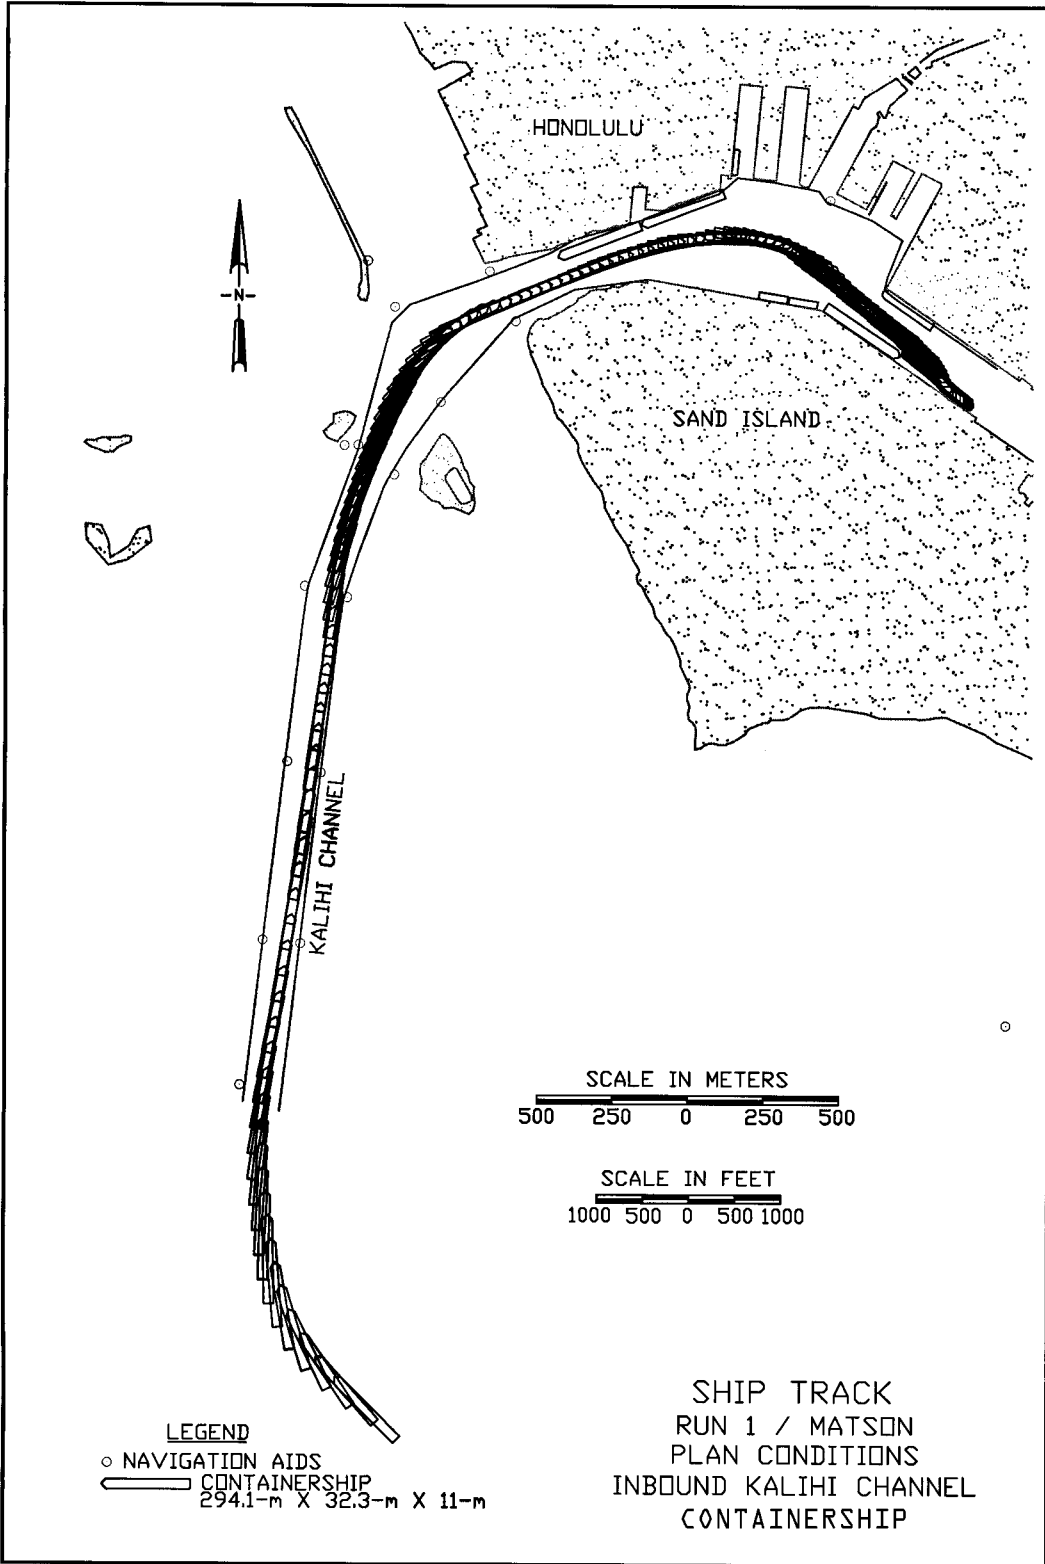 HONOLULU
N
SAND ISLAND
KALIHI CHANNEL
SCALE IN METERS
500 250 0 250 500
SCALE IN FEET
1000 500 0 500 1000
SHIP TRACK
RUN 1 / MATSON
PLAN CONDITIONS
INBOUND KALIHI CHANNEL
CONTAINERSHIP
LEGEND
NAVIGATION AIDS
CONTAINERSHIP
294.1-m X 32.3-m X 11-m